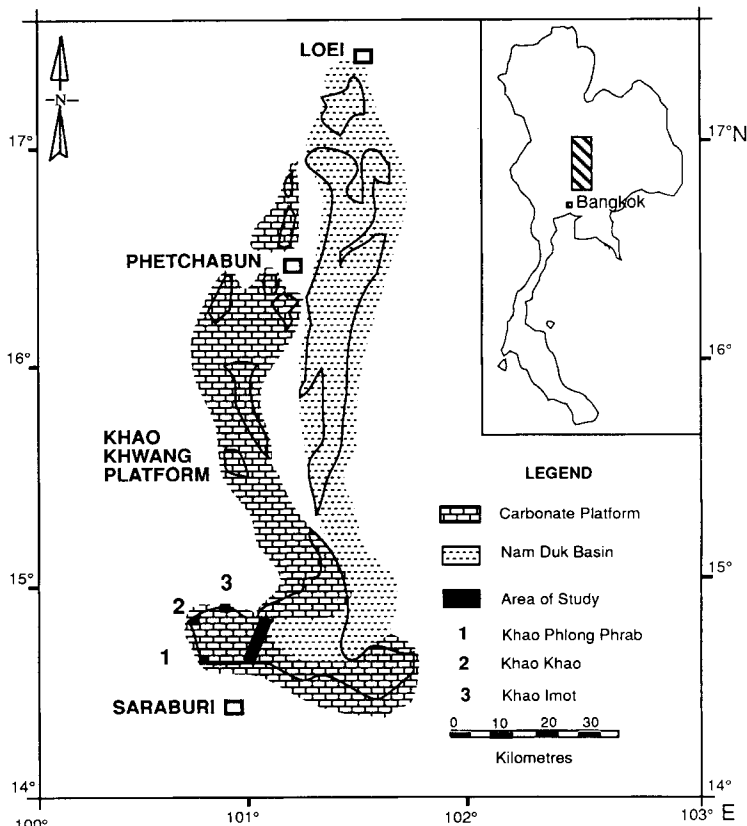 LOEI
N
17°
17°N
Bangkok
PHETCHABUN
16°
16°
KHAO
KHWANG
PLATFORM
LEGEND
Carbonate Platform
Nam Duk Basin
Area of Study
1 Khao Phlong Phrab
2 Khao Khao
3 Khao Imot
0 10 20 30
Kilometres
15°
15°
3
2
1
SARABURI
14°
14°
100°
101°
102°
103° E